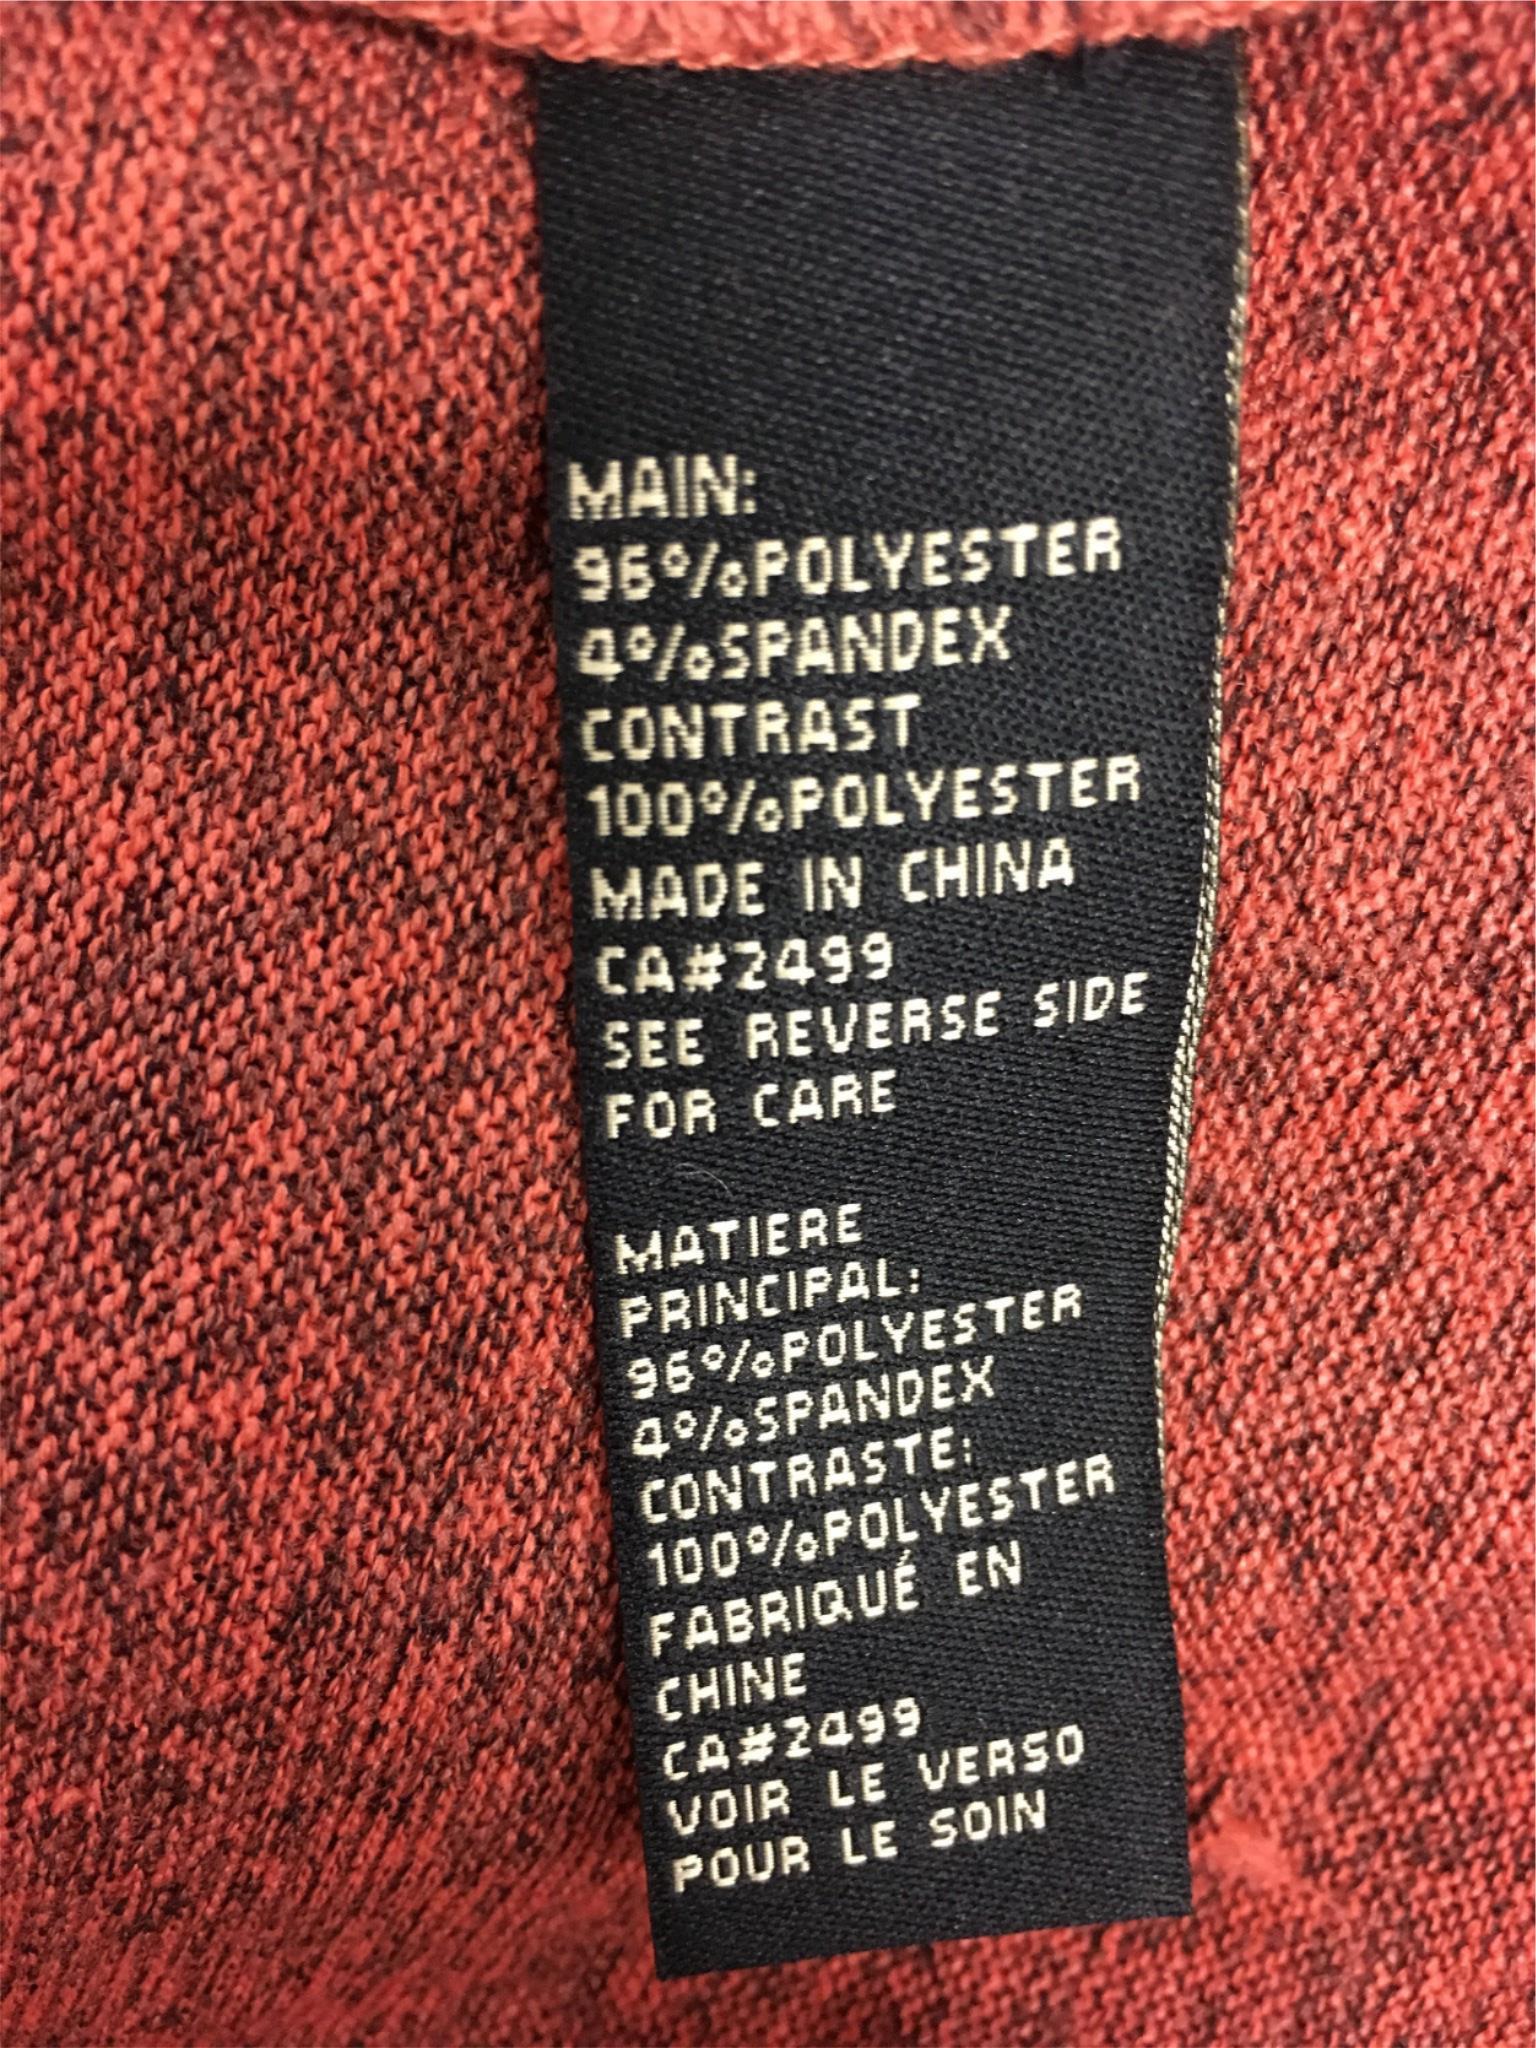 MAIN:
96%POLYESTER
4%SPANDEX
CONTRAST
100%POLYESTER
MADE IN CHINA
CA#2499
SEE REVERSE SIDE
FOR CARE
MATIERE
PRINCIPAL:
96%POLYESTER
4%SPANDEX
CONTRASTE:
100%POLYESTER
FABRIQUÉ EN
CHINE
CA#2499
VOIR LE VERSO
POUR LE SOIN